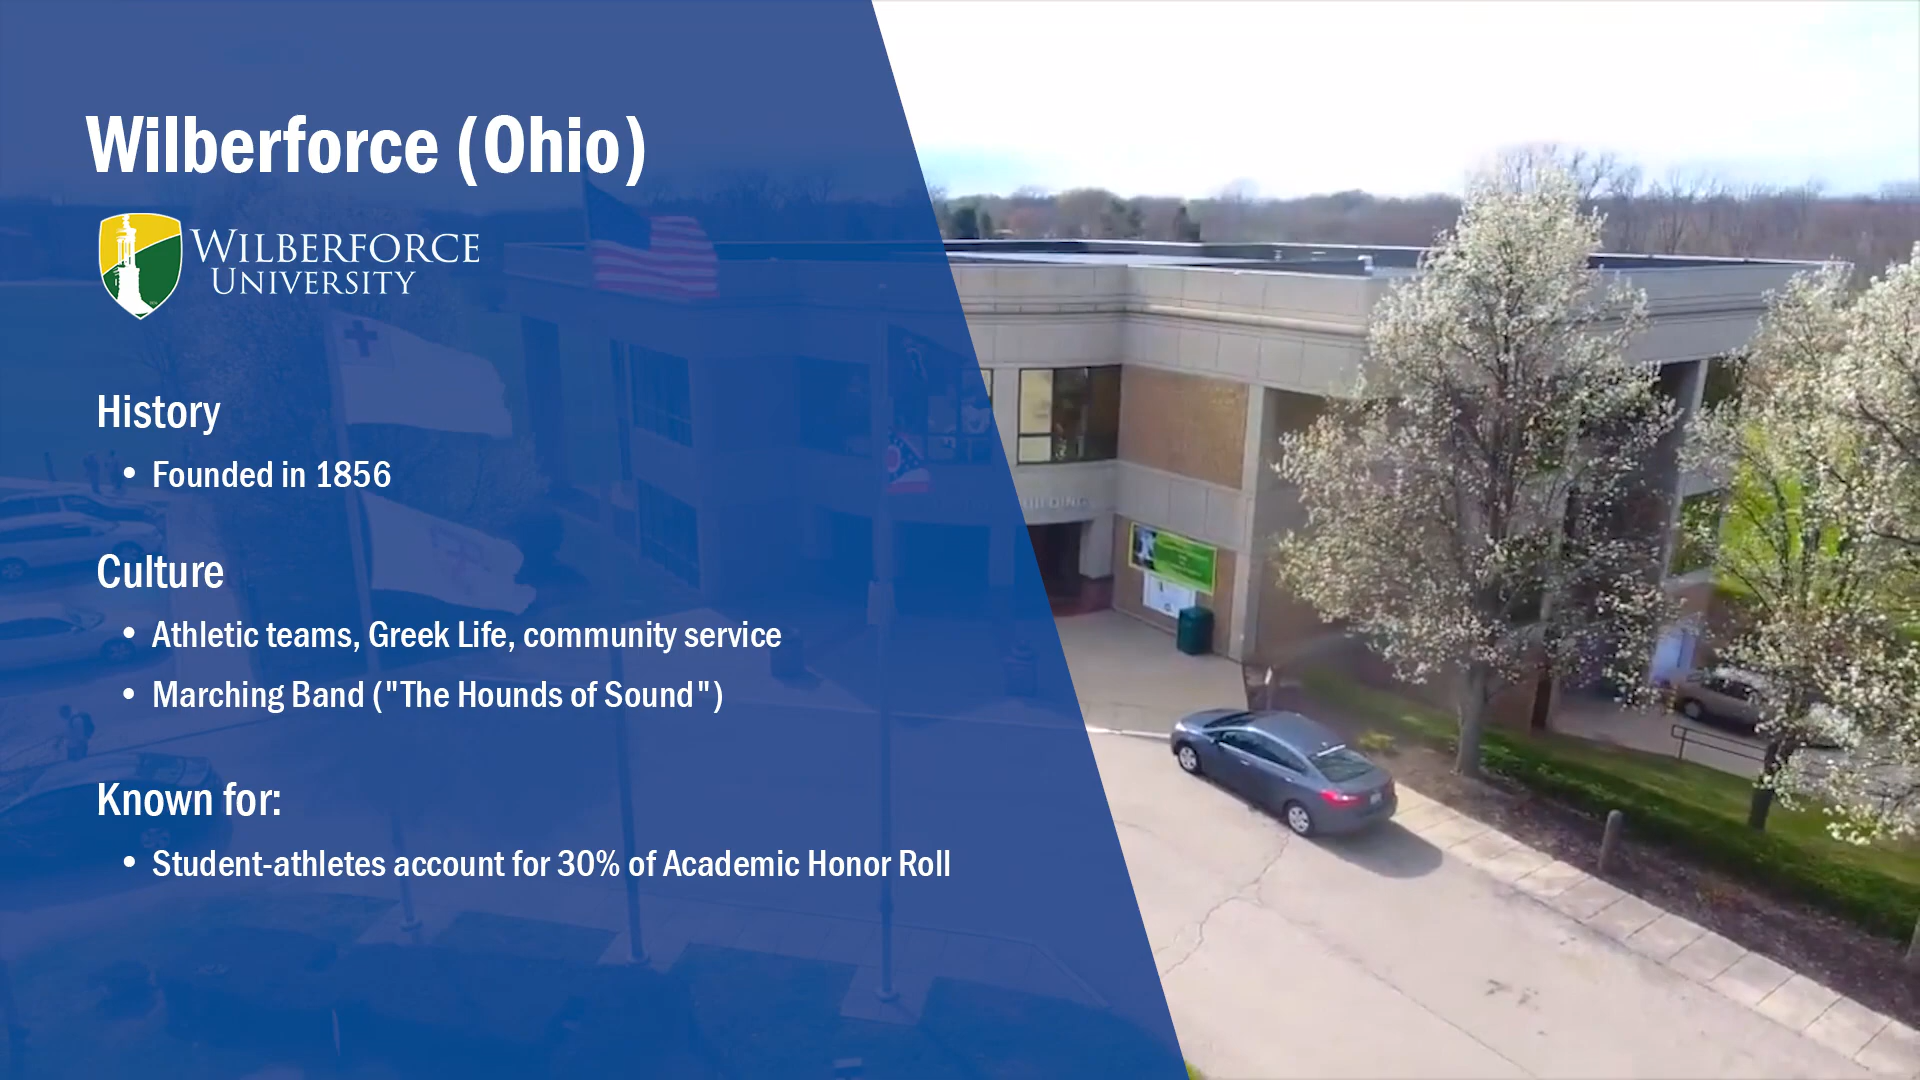 Wilberforce (Ohio)
WILBERFORCE
UNIVERSITY
History
• Founded in 1856
Culture
• Athletic teams, Greek Life, community service
• Marching Band ("The Hounds of Sound")
Known for:
• Student-athletes account for 30% of Academic Honor Roll